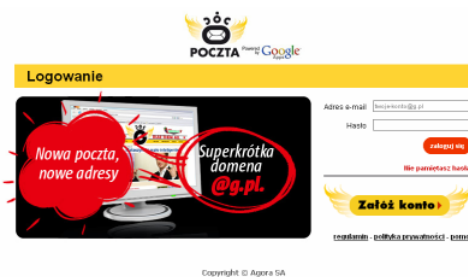 POCZTA Powered by Google Apps
Logowanie
Nowa poczta,
nowe adresy
Superkrótka
domena
@g.pl.
Adres e-mail
Hasło
zaloguj się
Nie pamiętasz hasła
Załóż konto
regulamin - polityka prywatności - pomo
Copyright © Agora SA